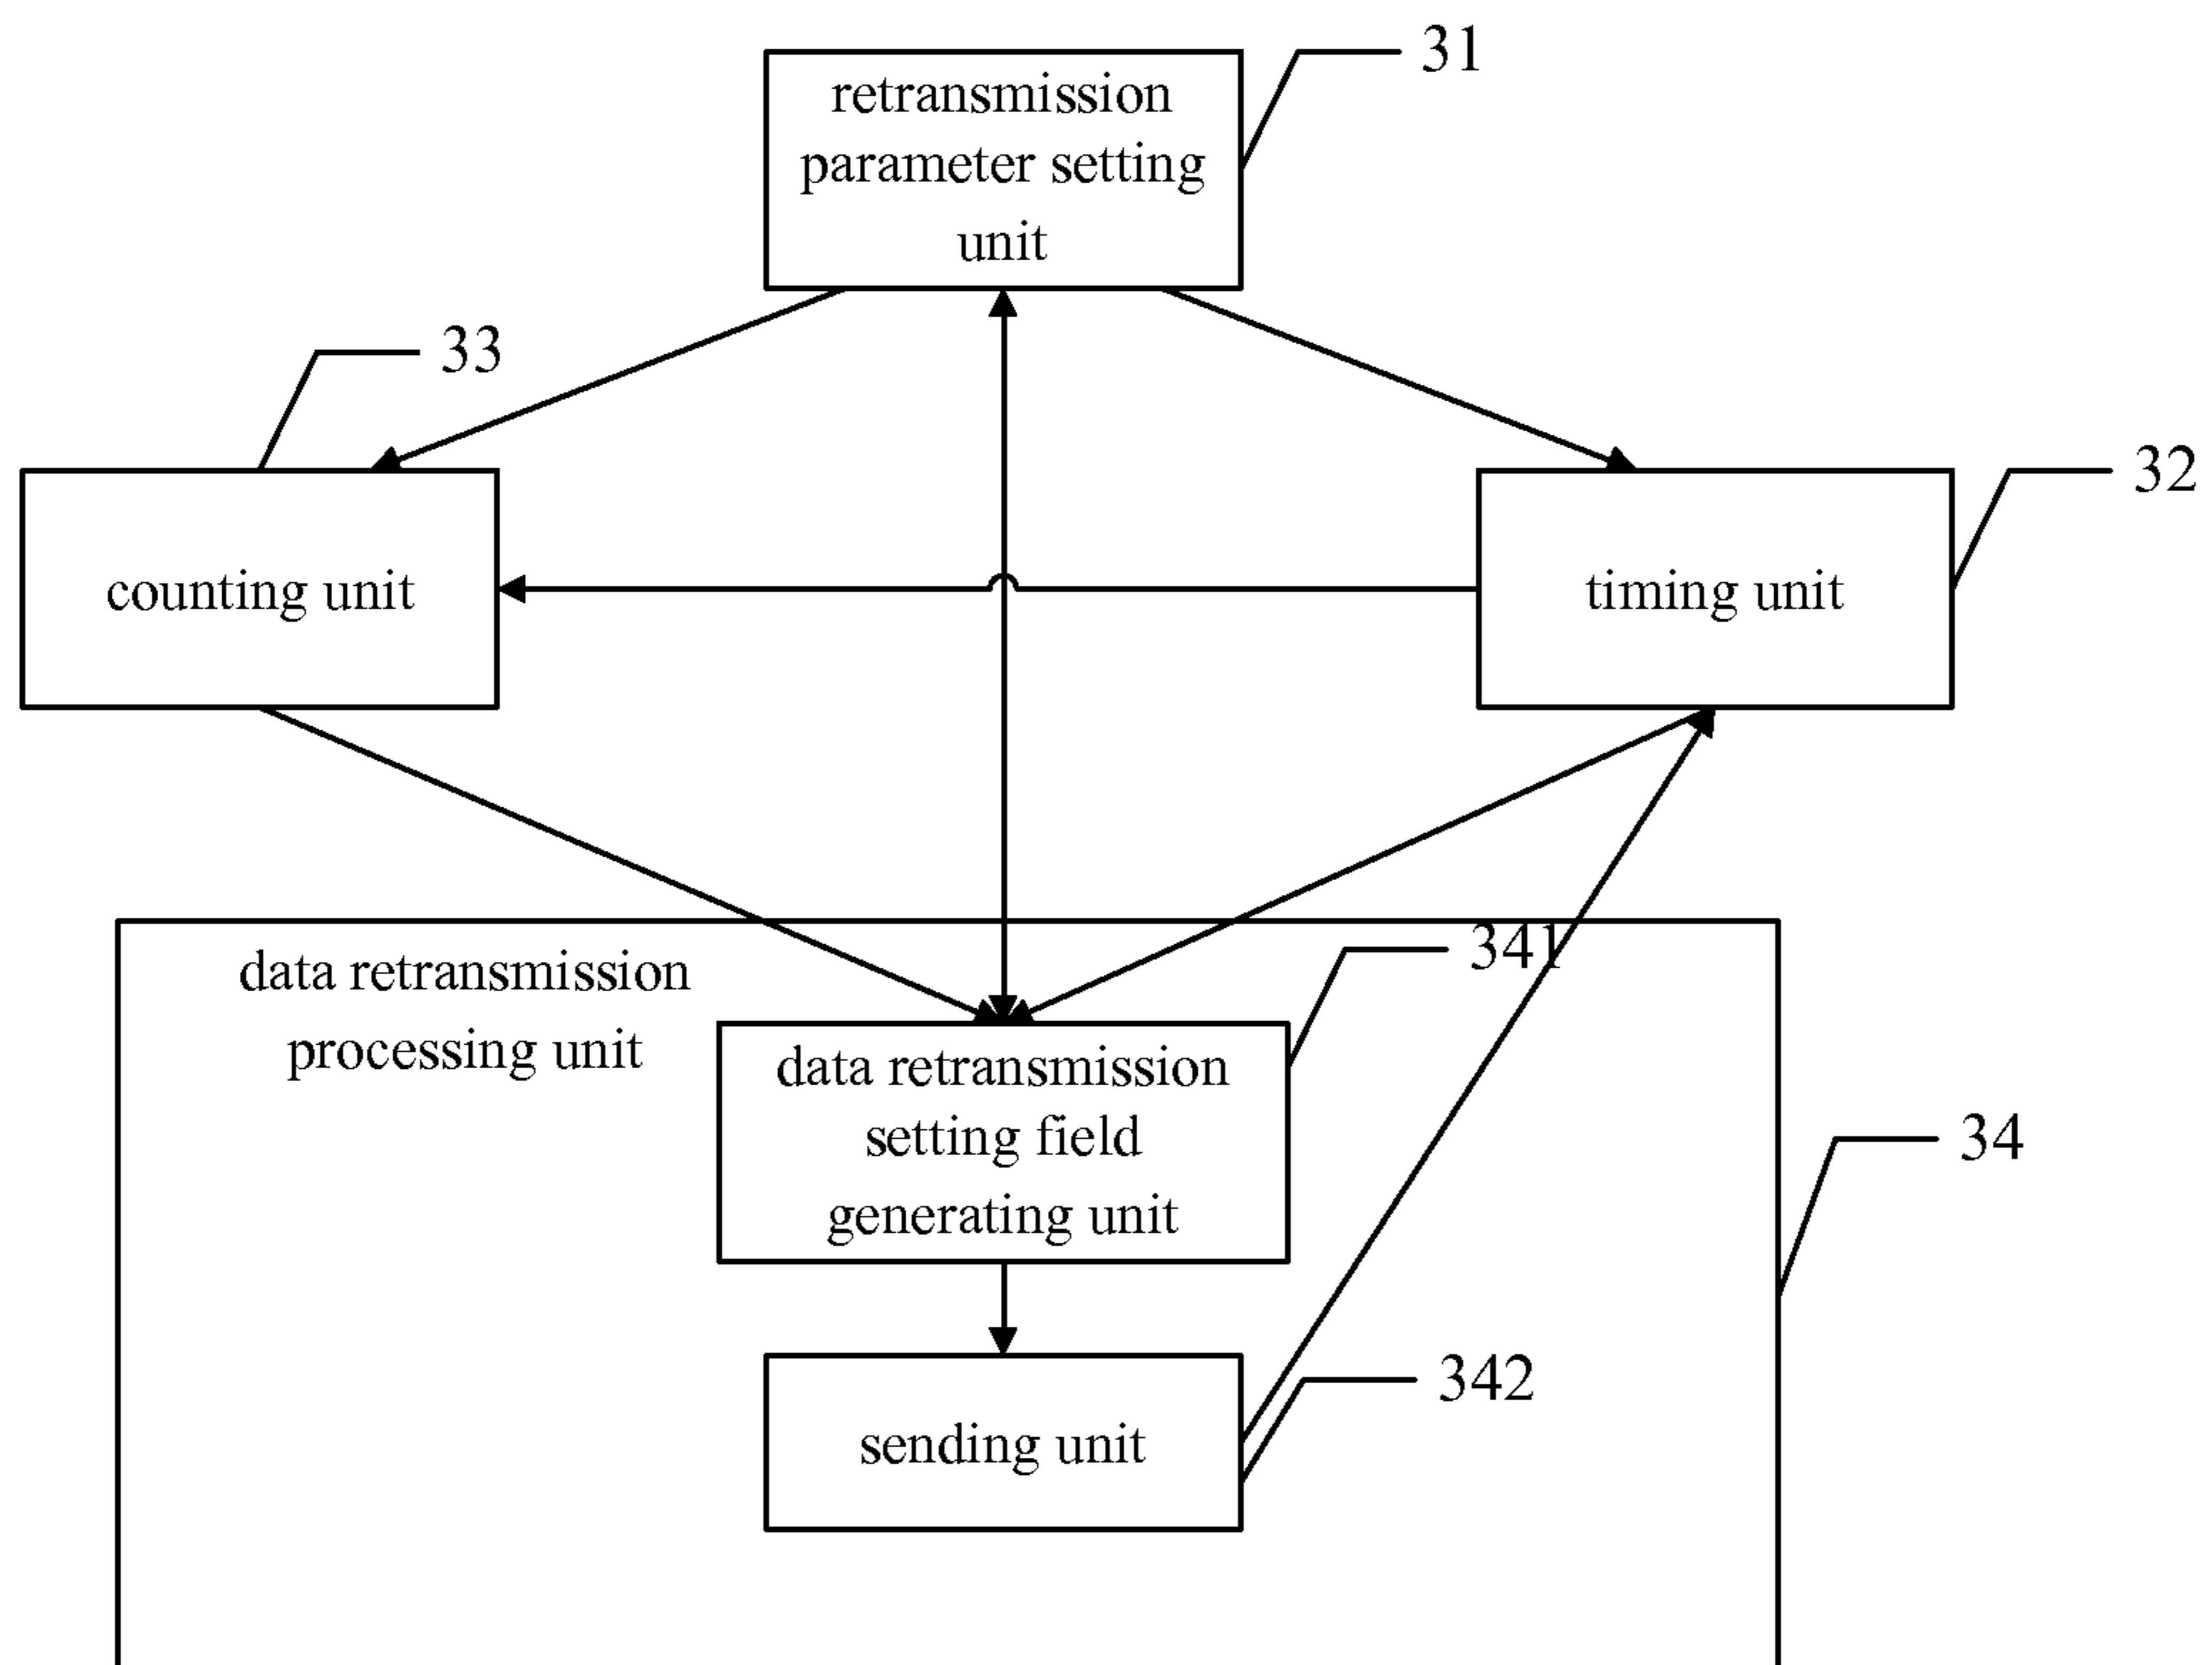 retransmission
parameter setting
unit
31
33
32
counting unit
timing unit
data retransmission
processing unit
341
data retransmission
setting field
generating unit
34
342
sending unit